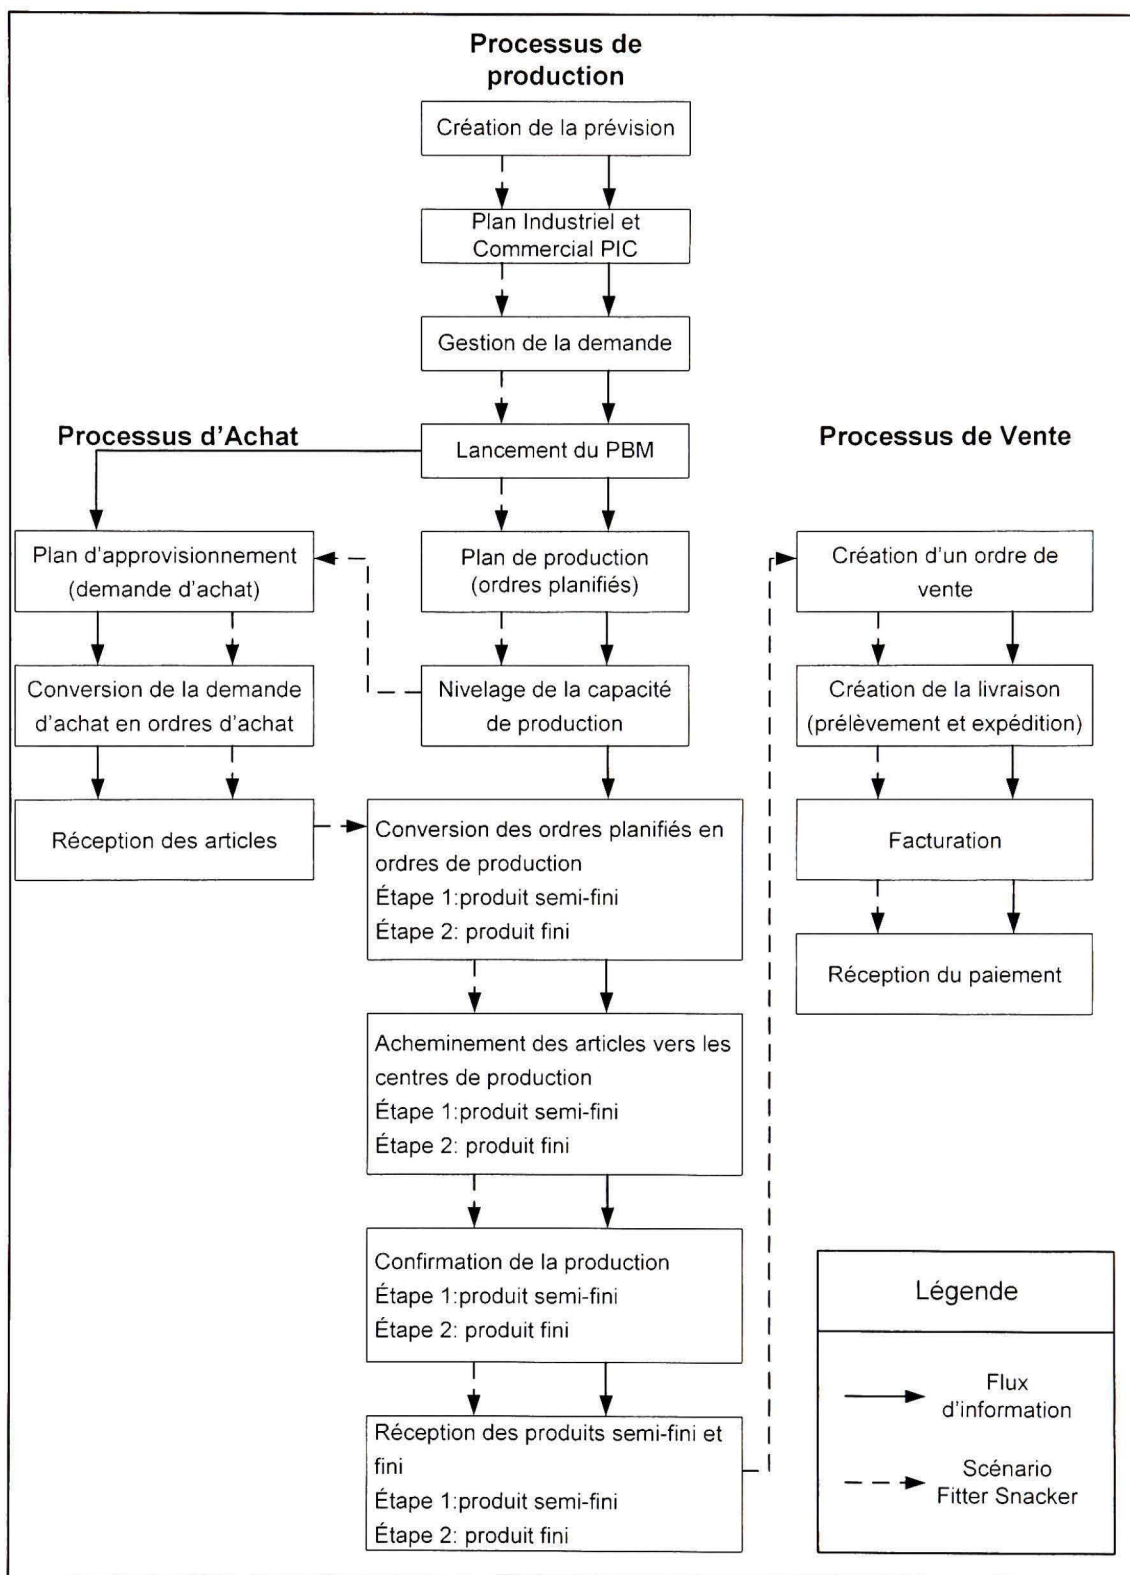 Processus de
production
Création de la prévision
Plan Industriel et
Commercial PIC
Gestion de la demande
Processus d'Achat
Lancement du PBM
Processus de Vente
Plan d'approvisionnement
(demande d'achat)
Plan de production
(ordres planifiés)
Création d'un ordre de
vente
Conversion de la demande
d'achat en ordres d'achat
Nivelage de la capacité
de production
Création de la livraison
(prélèvement et expédition)
Réception des articles
Conversion des ordres planifiés en
ordres de production
Étape 1:produit semi-fini
Étape 2: produit fini
Facturation
Réception du paiement
Acheminement des articles vers les
centres de production
Étape 1:produit semi-fini
Étape 2: produit fini
Confirmation de la production
Étape 1:produit semi-fini
Étape 2: produit fini
Réception des produits semi-fini et
fini
Étape 1:produit semi-fini
Étape 2: produit fini
Légende
Flux
d'information
Scénario
Fitter Snacker